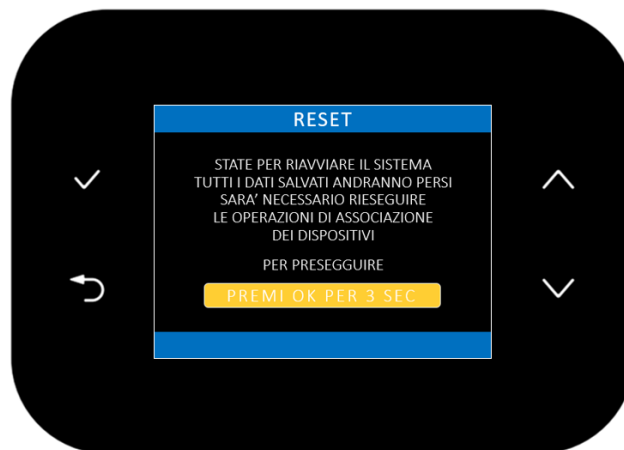 RESET
STATE PER RIAVVIARE IL SISTEMA
TUTTI I DATI SALVATI ANDRANNO PERSI
SARA’ NECESSARIO RIESEGUIRE
LE OPERAZIONI DI ASSOCIAZIONE
DEI DISPOSITIVI
PER PRESEGGUIRE
PREMI OK PER 3 SEC